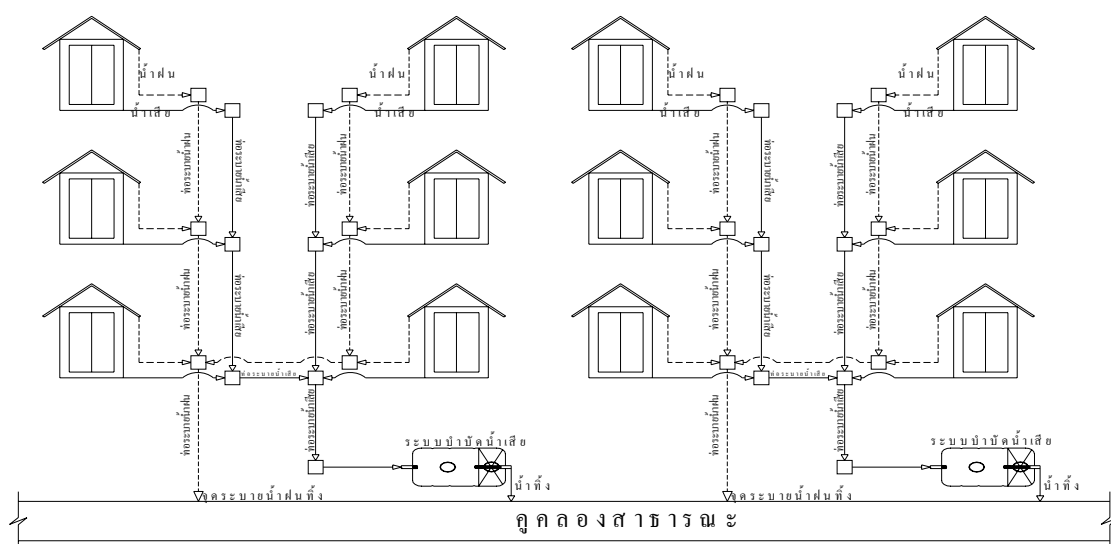 น้ำฝน น้ำฝน น้ำฝน น้ำฝน
น้ำเสีย น้ำเสีย น้ำเสีย น้ำเสีย
ท่อระบายน้ำฝน ท่อระบายน้ำเสีย ท่อระบายน้ำเสีย ท่อระบายน้ำฝน ท่อระบายน้ำฝน ท่อระบายน้ำเสีย ท่อระบายน้ำเสีย ท่อระบายน้ำฝน
ท่อระบายน้ำฝน ท่อระบายน้ำเสีย ท่อระบายน้ำเสีย ท่อระบายน้ำฝน ท่อระบายน้ำฝน ท่อระบายน้ำเสีย ท่อระบายน้ำเสีย ท่อระบายน้ำฝน
ท่อระบายน้ำเสีย ท่อระบายน้ำเสีย
ท่อระบายน้ำฝน ท่อระบายน้ำเสีย ท่อระบายน้ำฝน ท่อระบายน้ำเสีย
ระบบบำบัดน้ำเสีย ระบบบำบัดน้ำเสีย
น้ำทิ้ง น้ำทิ้ง
จุดระบายน้ำฝนทิ้ง จุดระบายน้ำฝนทิ้ง
คูคลองสาธารณะ